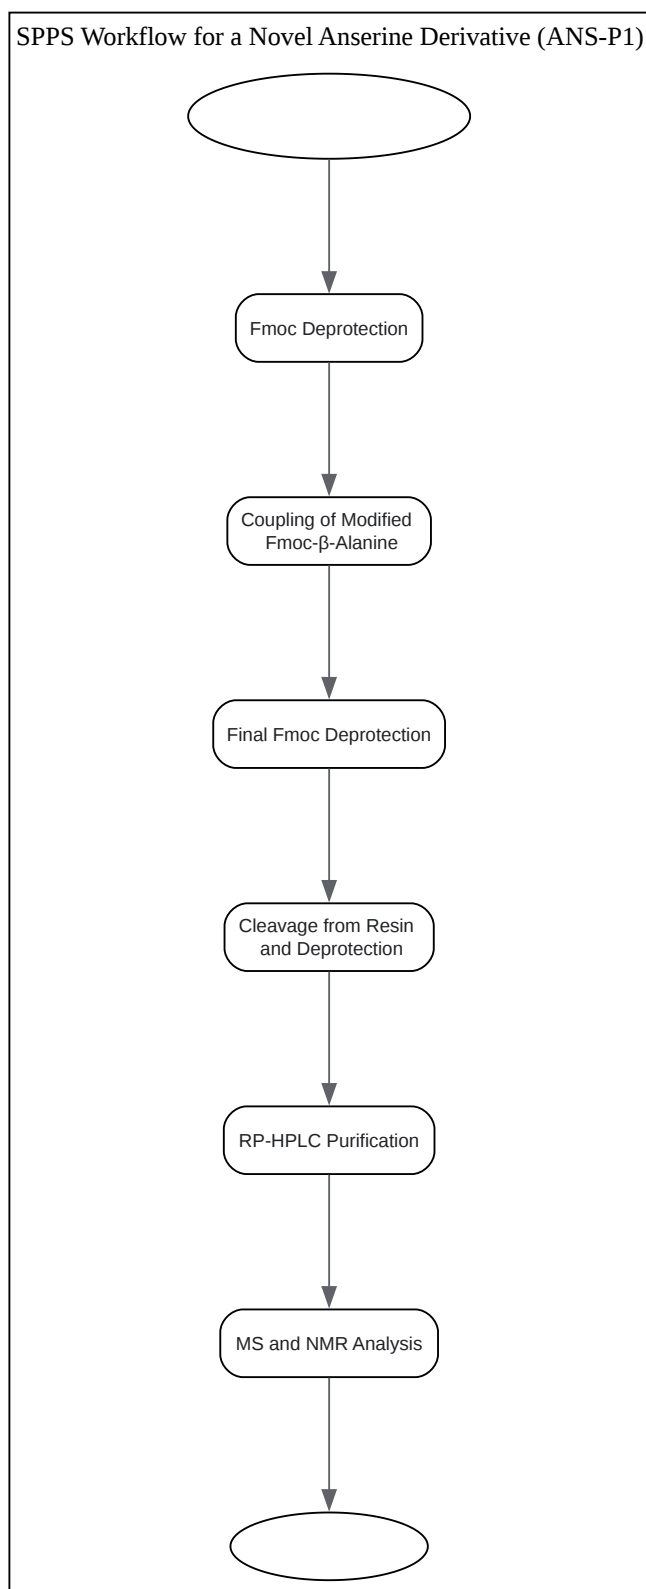 SPPS Workflow for a Novel Anserine Derivative (ANS-P1)
Fmoc Deprotection
Coupling of Modified
Fmoc-β-Alanine
Final Fmoc Deprotection
Cleavage from Resin
and Deprotection
RP-HPLC Purification
MS and NMR Analysis